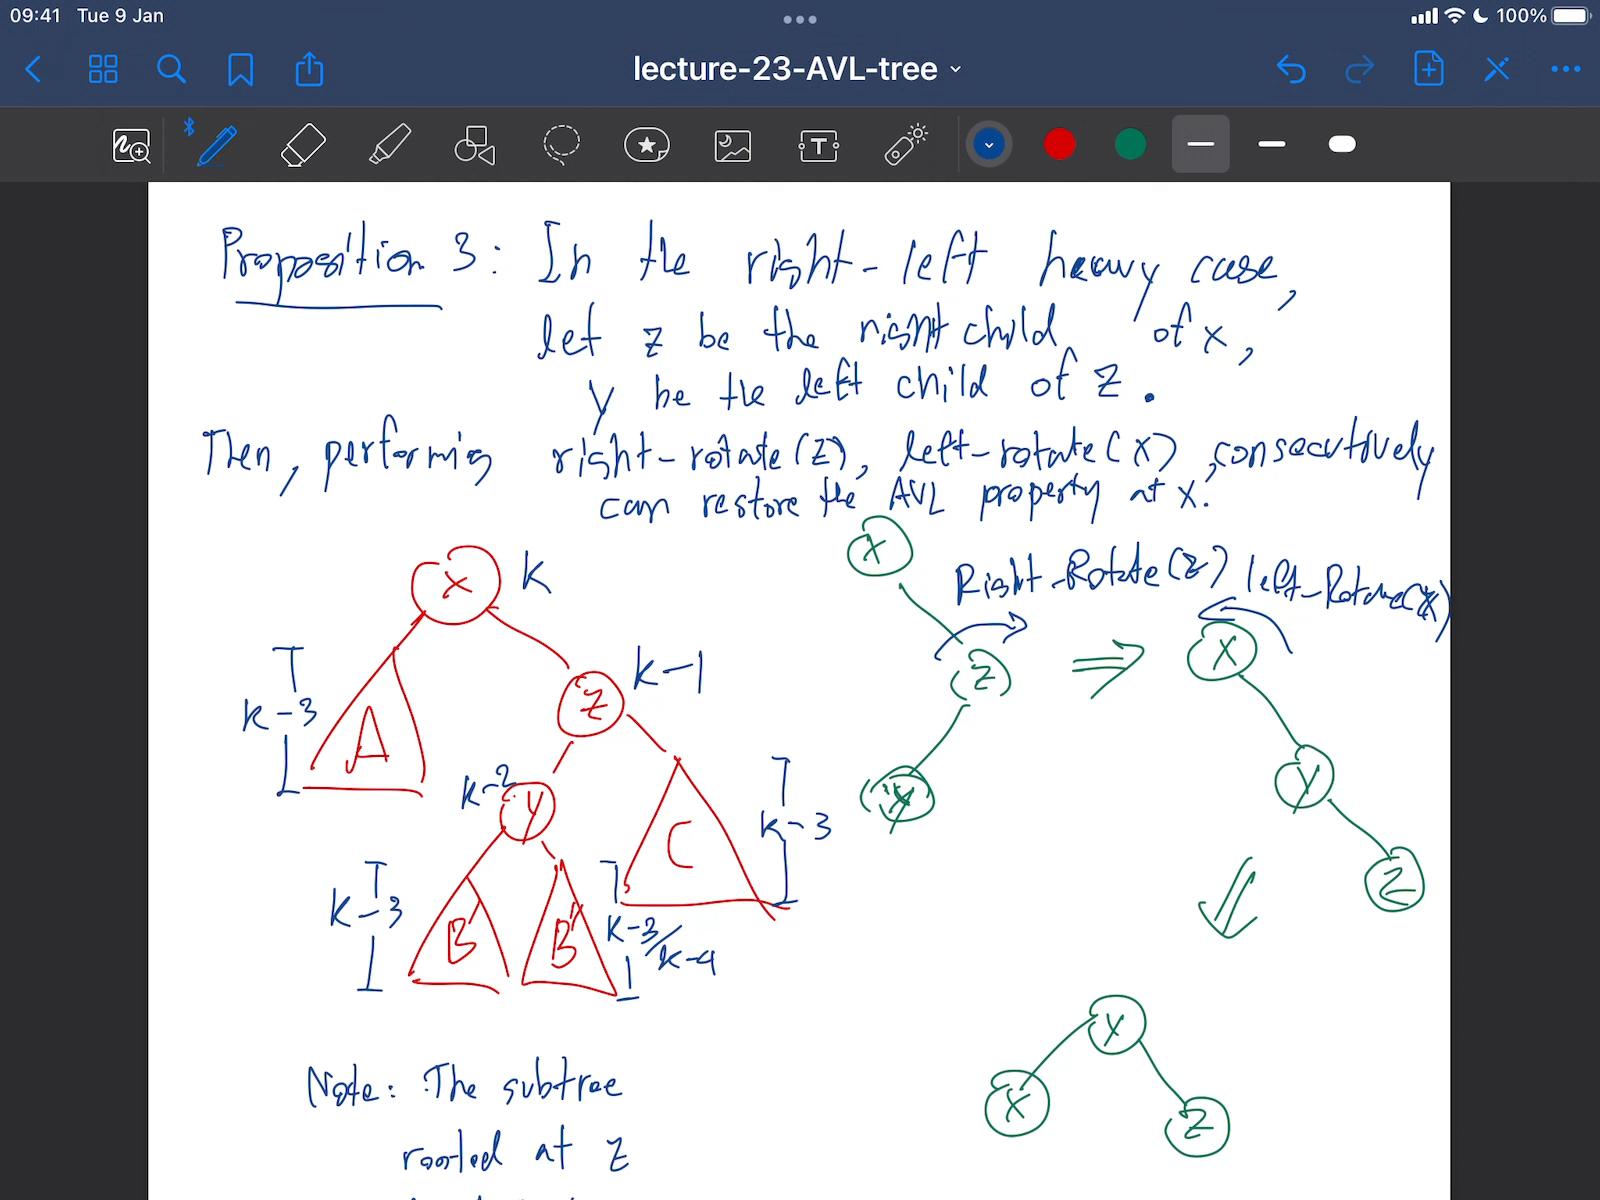 09:41 Tue 9 Jan
100%
lecture-23-AVL-tree
T
Proposition 3: In the right-left heavy case,
let z be the right child of x,
y be the left child of z.
Then, performing right-rotate(z), left-rotate(x), consecutively
can restore the AVL property at x.
X
K
Right-Rotate(z) left-Rotate(x)
k-1
Z
k-3
A
X
Z
k-2
y
y
y
C
k-3
Z
k-3
B
B'
k-3/k-4
y
X
Z
Note: The subtree
rooted at z